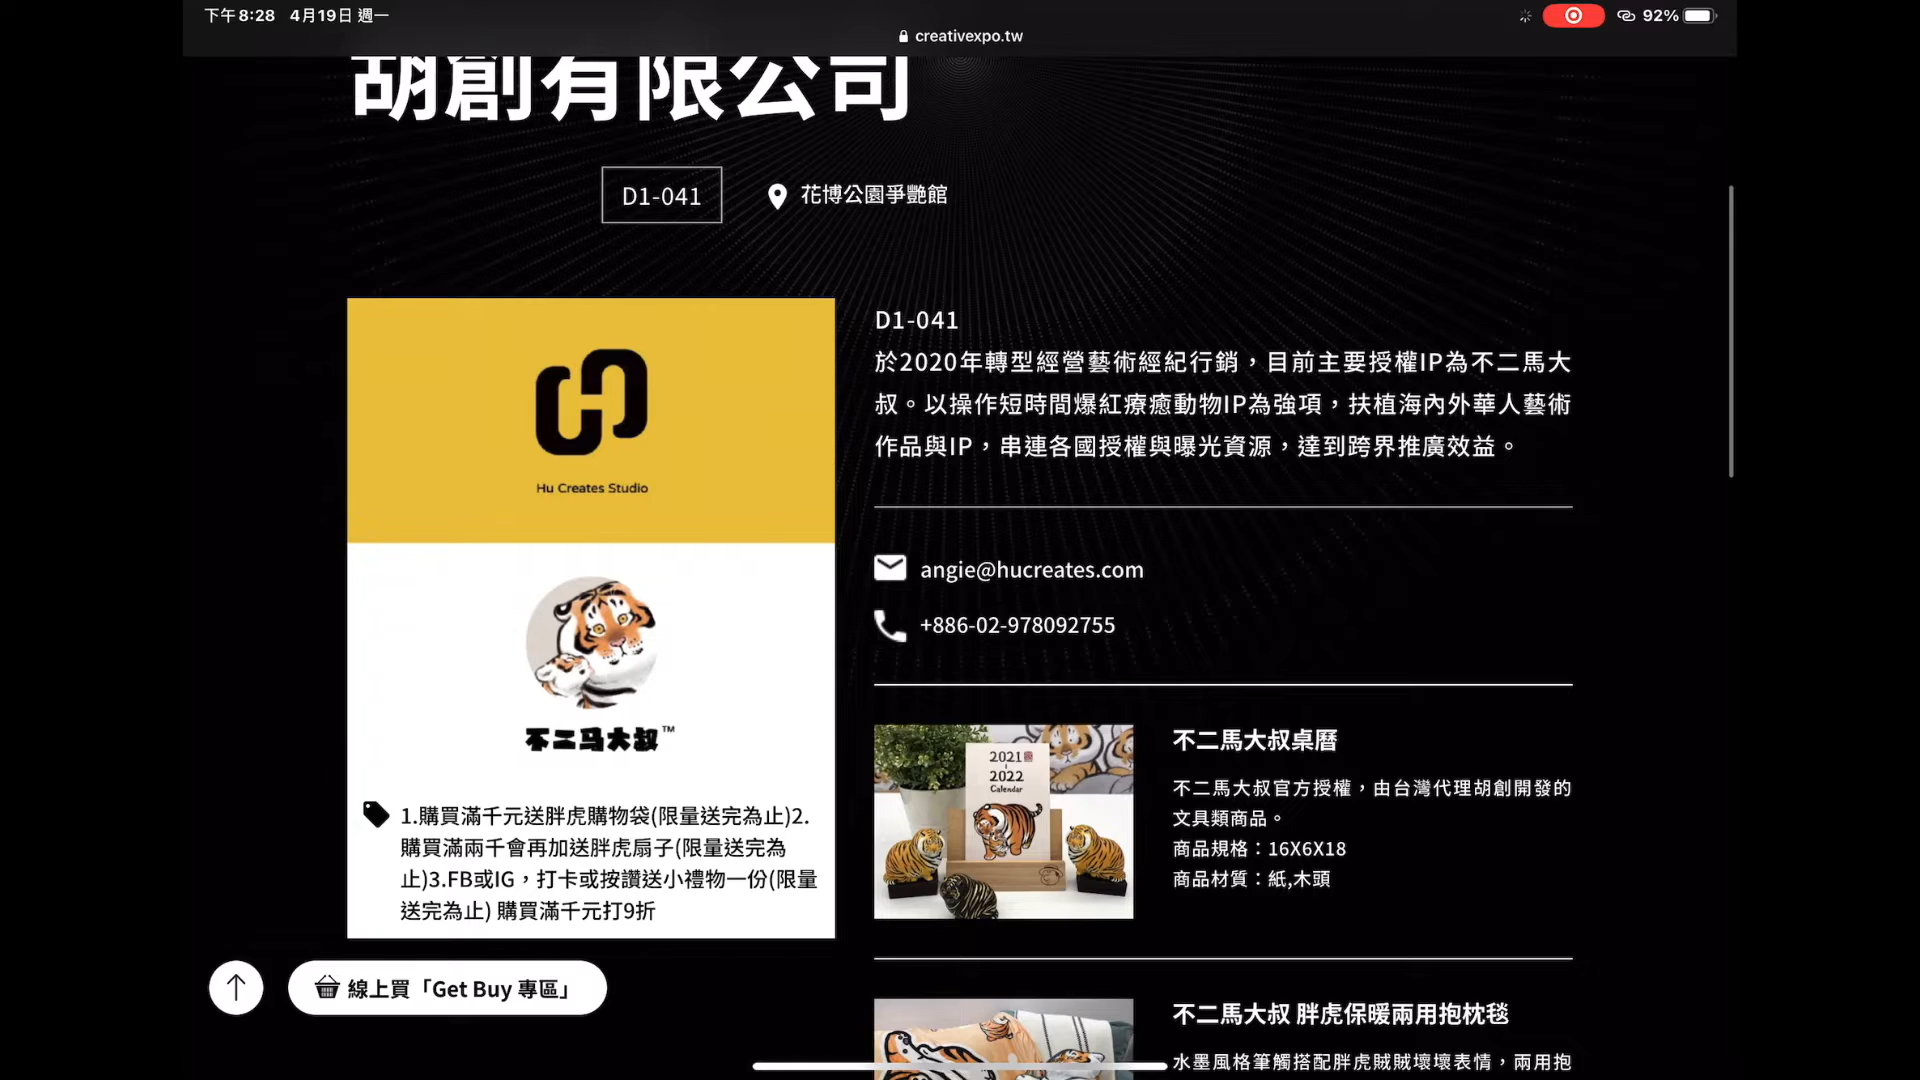 下午8:28 4月19日 週一
92%
creativexpo.tw
胡創有限公司
D1-041
花博公園爭艷館
Hu Creates Studio
不二马大叔™
1.購買滿千元送胖虎購物袋(限量送完為止)2.
購買滿兩千會再加送胖虎扇子(限量送完為
止)3.FB或IG，打卡或按讚送小禮物一份(限量
送完為止) 購買滿千元打9折
線上買「Get Buy 專區」
D1-041
於2020年轉型經營藝術經紀行銷，目前主要授權IP為不二馬大
叔。以操作短時間爆紅療癒動物IP為強項，扶植海內外華人藝術
作品與IP，串連各國授權與曝光資源，達到跨界推廣效益。
angie@hucreates.com
+886-02-978092755
2021
2022
Calendar
不二馬大叔桌曆
不二馬大叔官方授權，由台灣代理胡創開發的
文具類商品。
商品規格：16X6X18
商品材質：紙,木頭
不二馬大叔 胖虎保暖兩用抱枕毯
水墨風格筆觸搭配胖虎賊賊壞壞表情，兩用抱